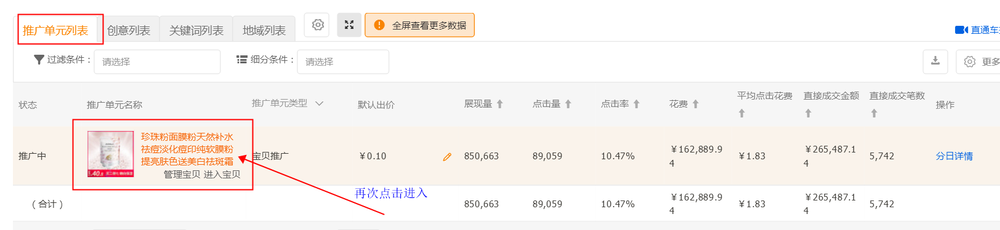 推广单元列表 创意列表 关键词列表 地域列表 全屏查看更多数据
直通车
过滤条件： 请选择 细分条件： 请选择 更多
状态 推广单元名称 推广单元类型 默认出价 展现量 点击量 点击率 花费 平均点击花费 直接成交金额 直接成交笔数 操作
推广中
珍珠粉面膜粉天然补水
祛痘淡化痘印纯软膜粉
提亮肤色送美白祛斑霜
管理宝贝 进入宝贝
宝贝推广 ￥0.10 850,663 89,059 10.47% ￥162,889.94 ￥1.83 ￥265,487.14 5,742 分日详情
再次点击进入
（合计） 850,663 89,059 10.47% ￥162,889.94 ￥1.83 ￥265,487.14 5,742